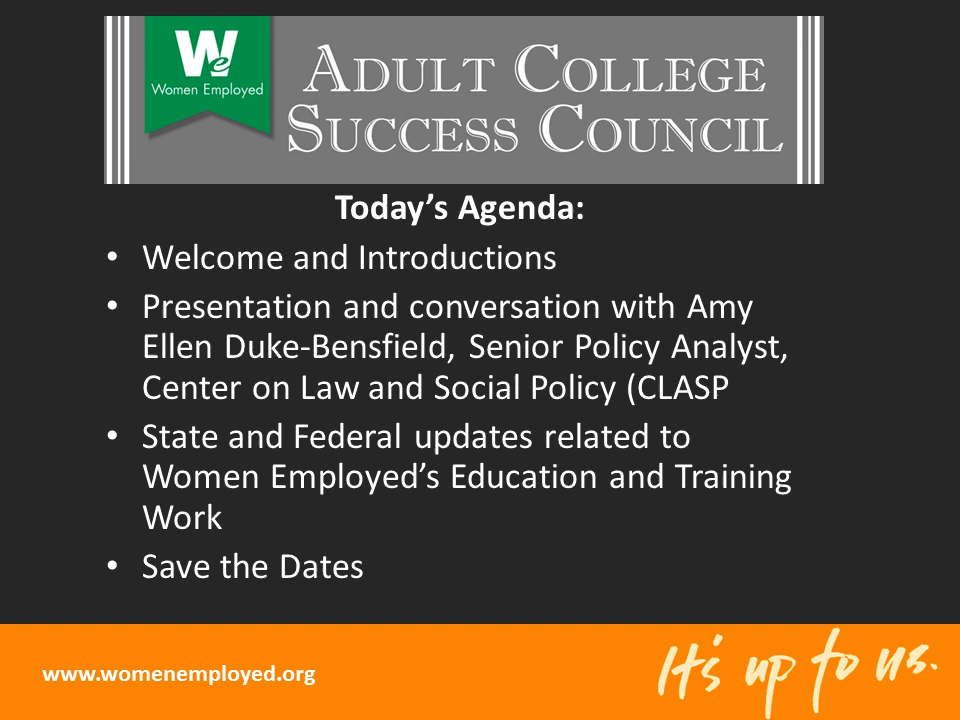 We
Women Employed
ADULT COLLEGE
SUCCESS COUNCIL
Today’s Agenda:
• Welcome and Introductions
• Presentation and conversation with Amy
Ellen Duke-Bensfield, Senior Policy Analyst,
Center on Law and Social Policy (CLASP
• State and Federal updates related to
Women Employed’s Education and Training
Work
• Save the Dates
www.womenemployed.org
It's up to us.